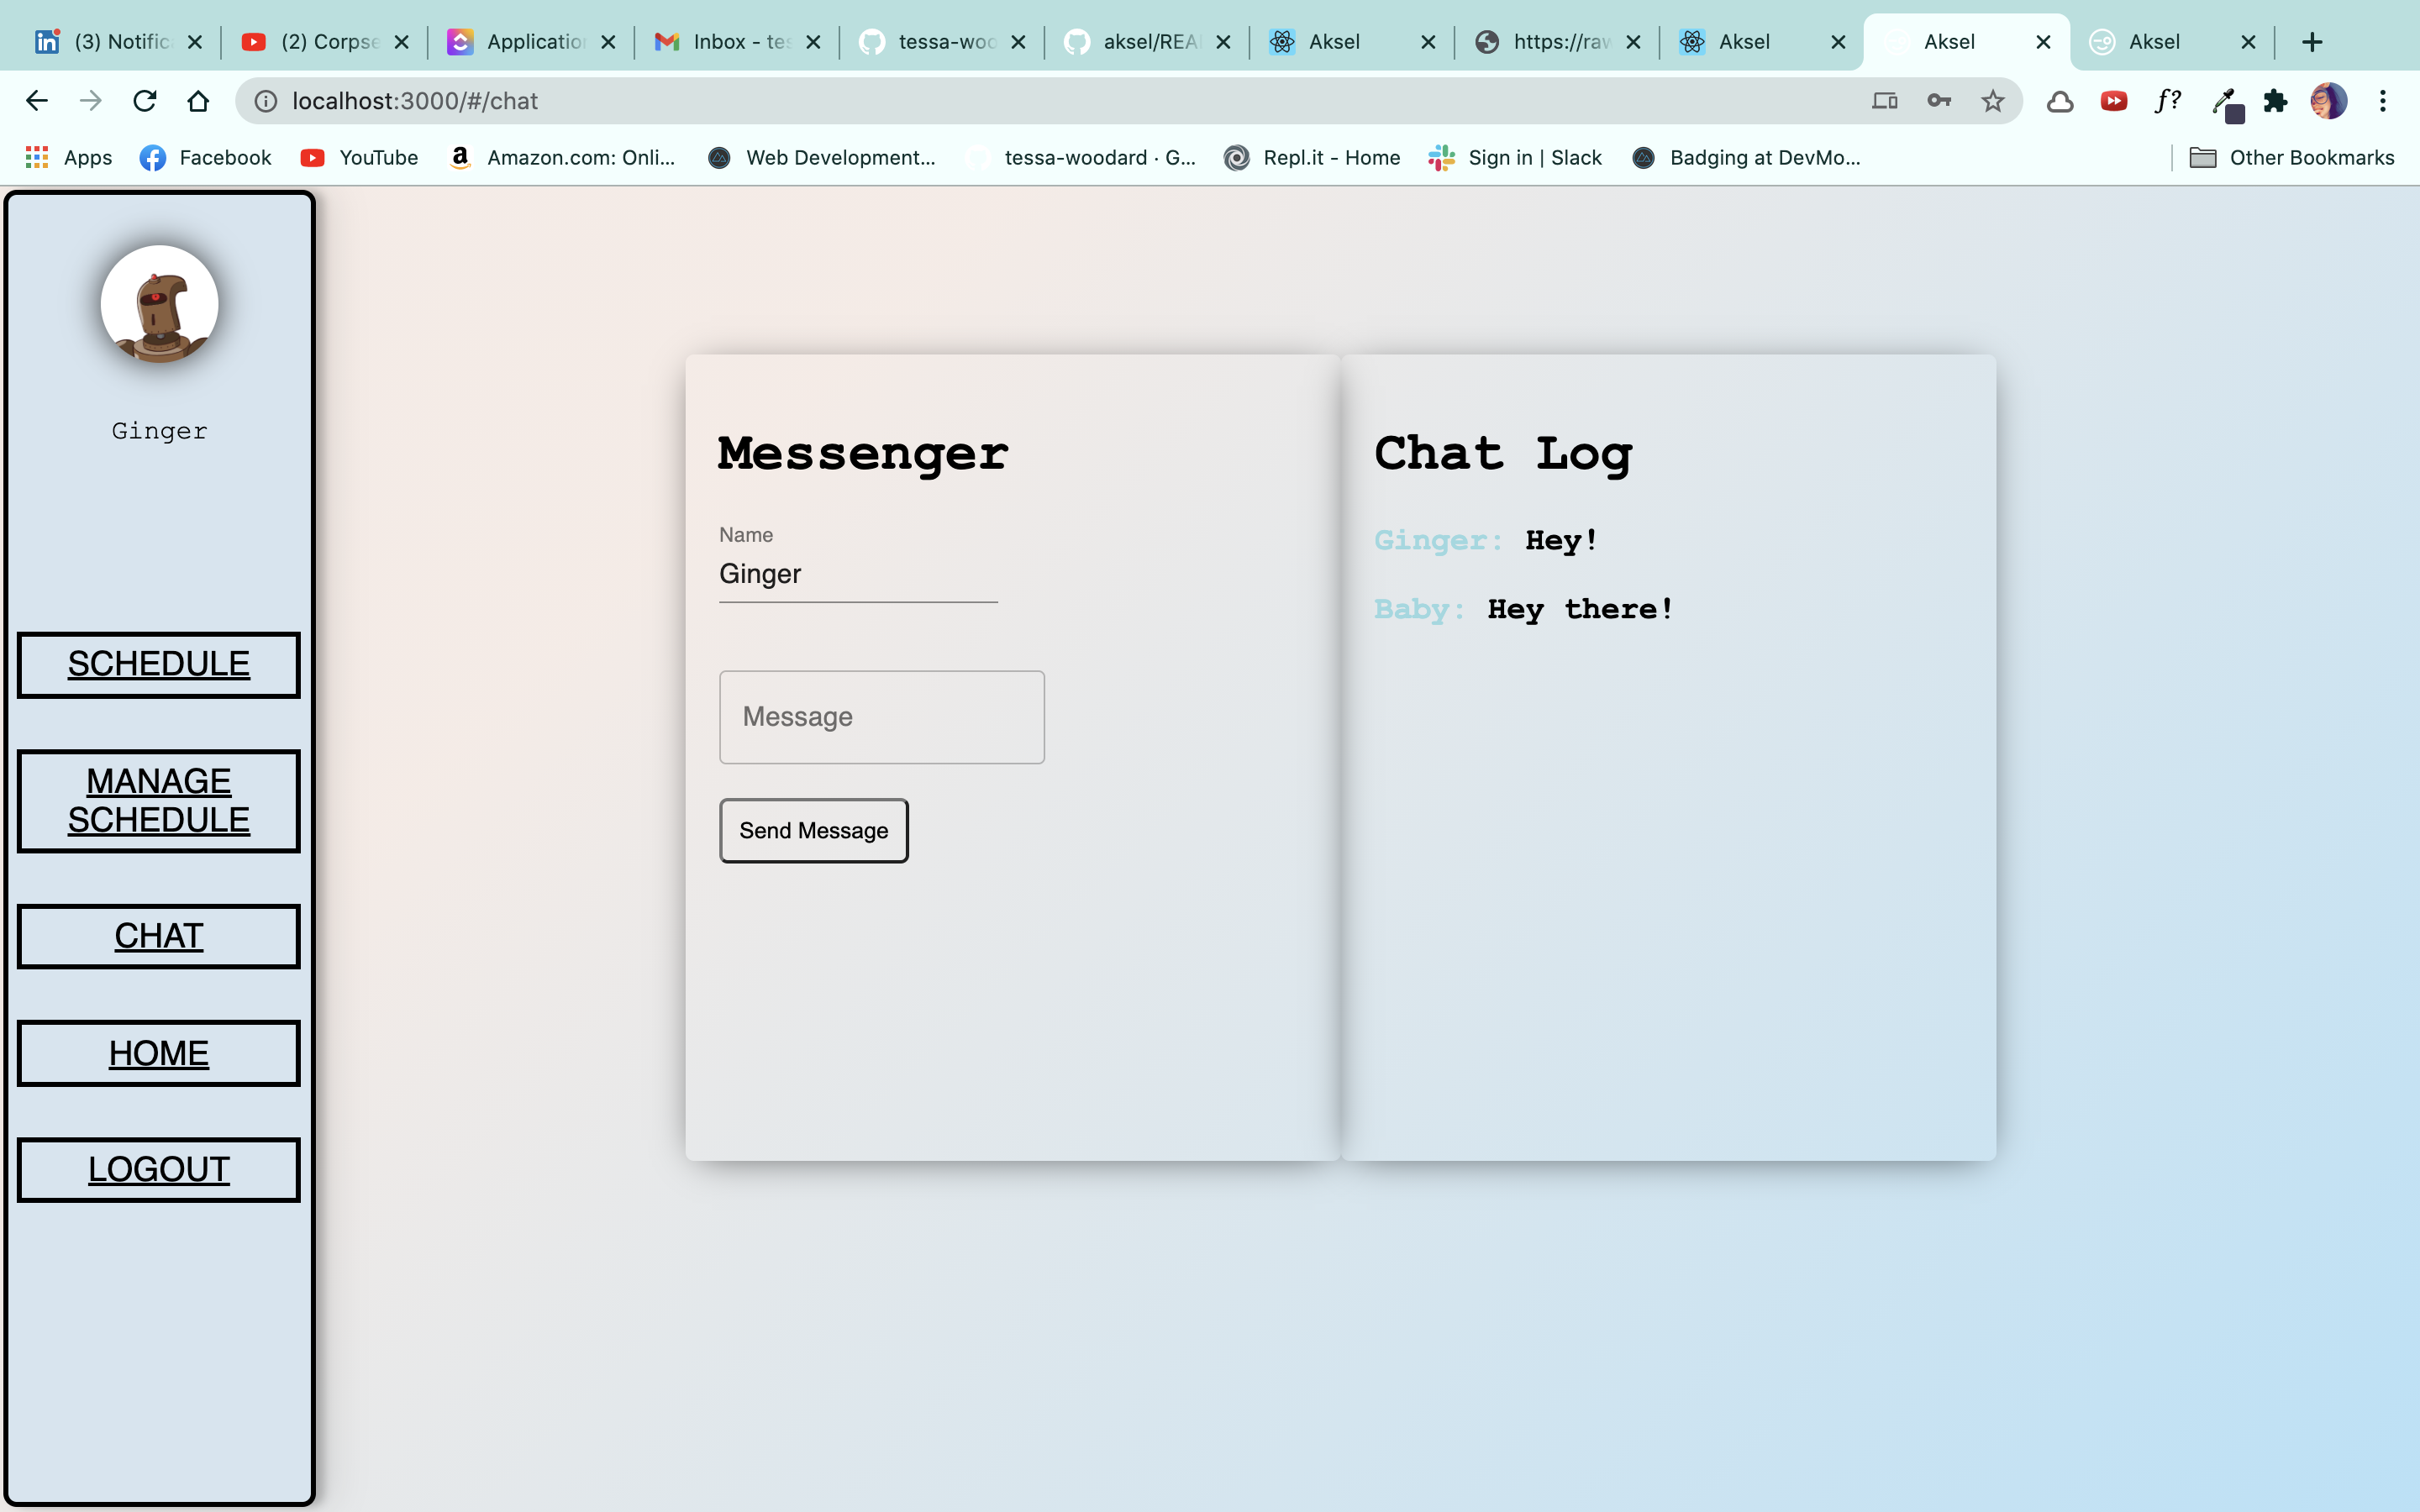 (3) Notific
(2) Corpse
Application
Inbox - tes
tessa-woo
aksel/REA
Aksel
https://raw
Aksel
Aksel
Aksel
localhost:3000/#/chat
f?
Apps
Facebook
YouTube
Amazon.com: Onli...
Web Development...
tessa-woodard · G...
Repl.it - Home
Sign in | Slack
Badging at DevMo...
Other Bookmarks
Ginger
SCHEDULE
MANAGE
SCHEDULE
CHAT
HOME
LOGOUT
Messenger
Name
Ginger
Message
Send Message
Chat Log
Ginger: Hey!
Baby: Hey there!